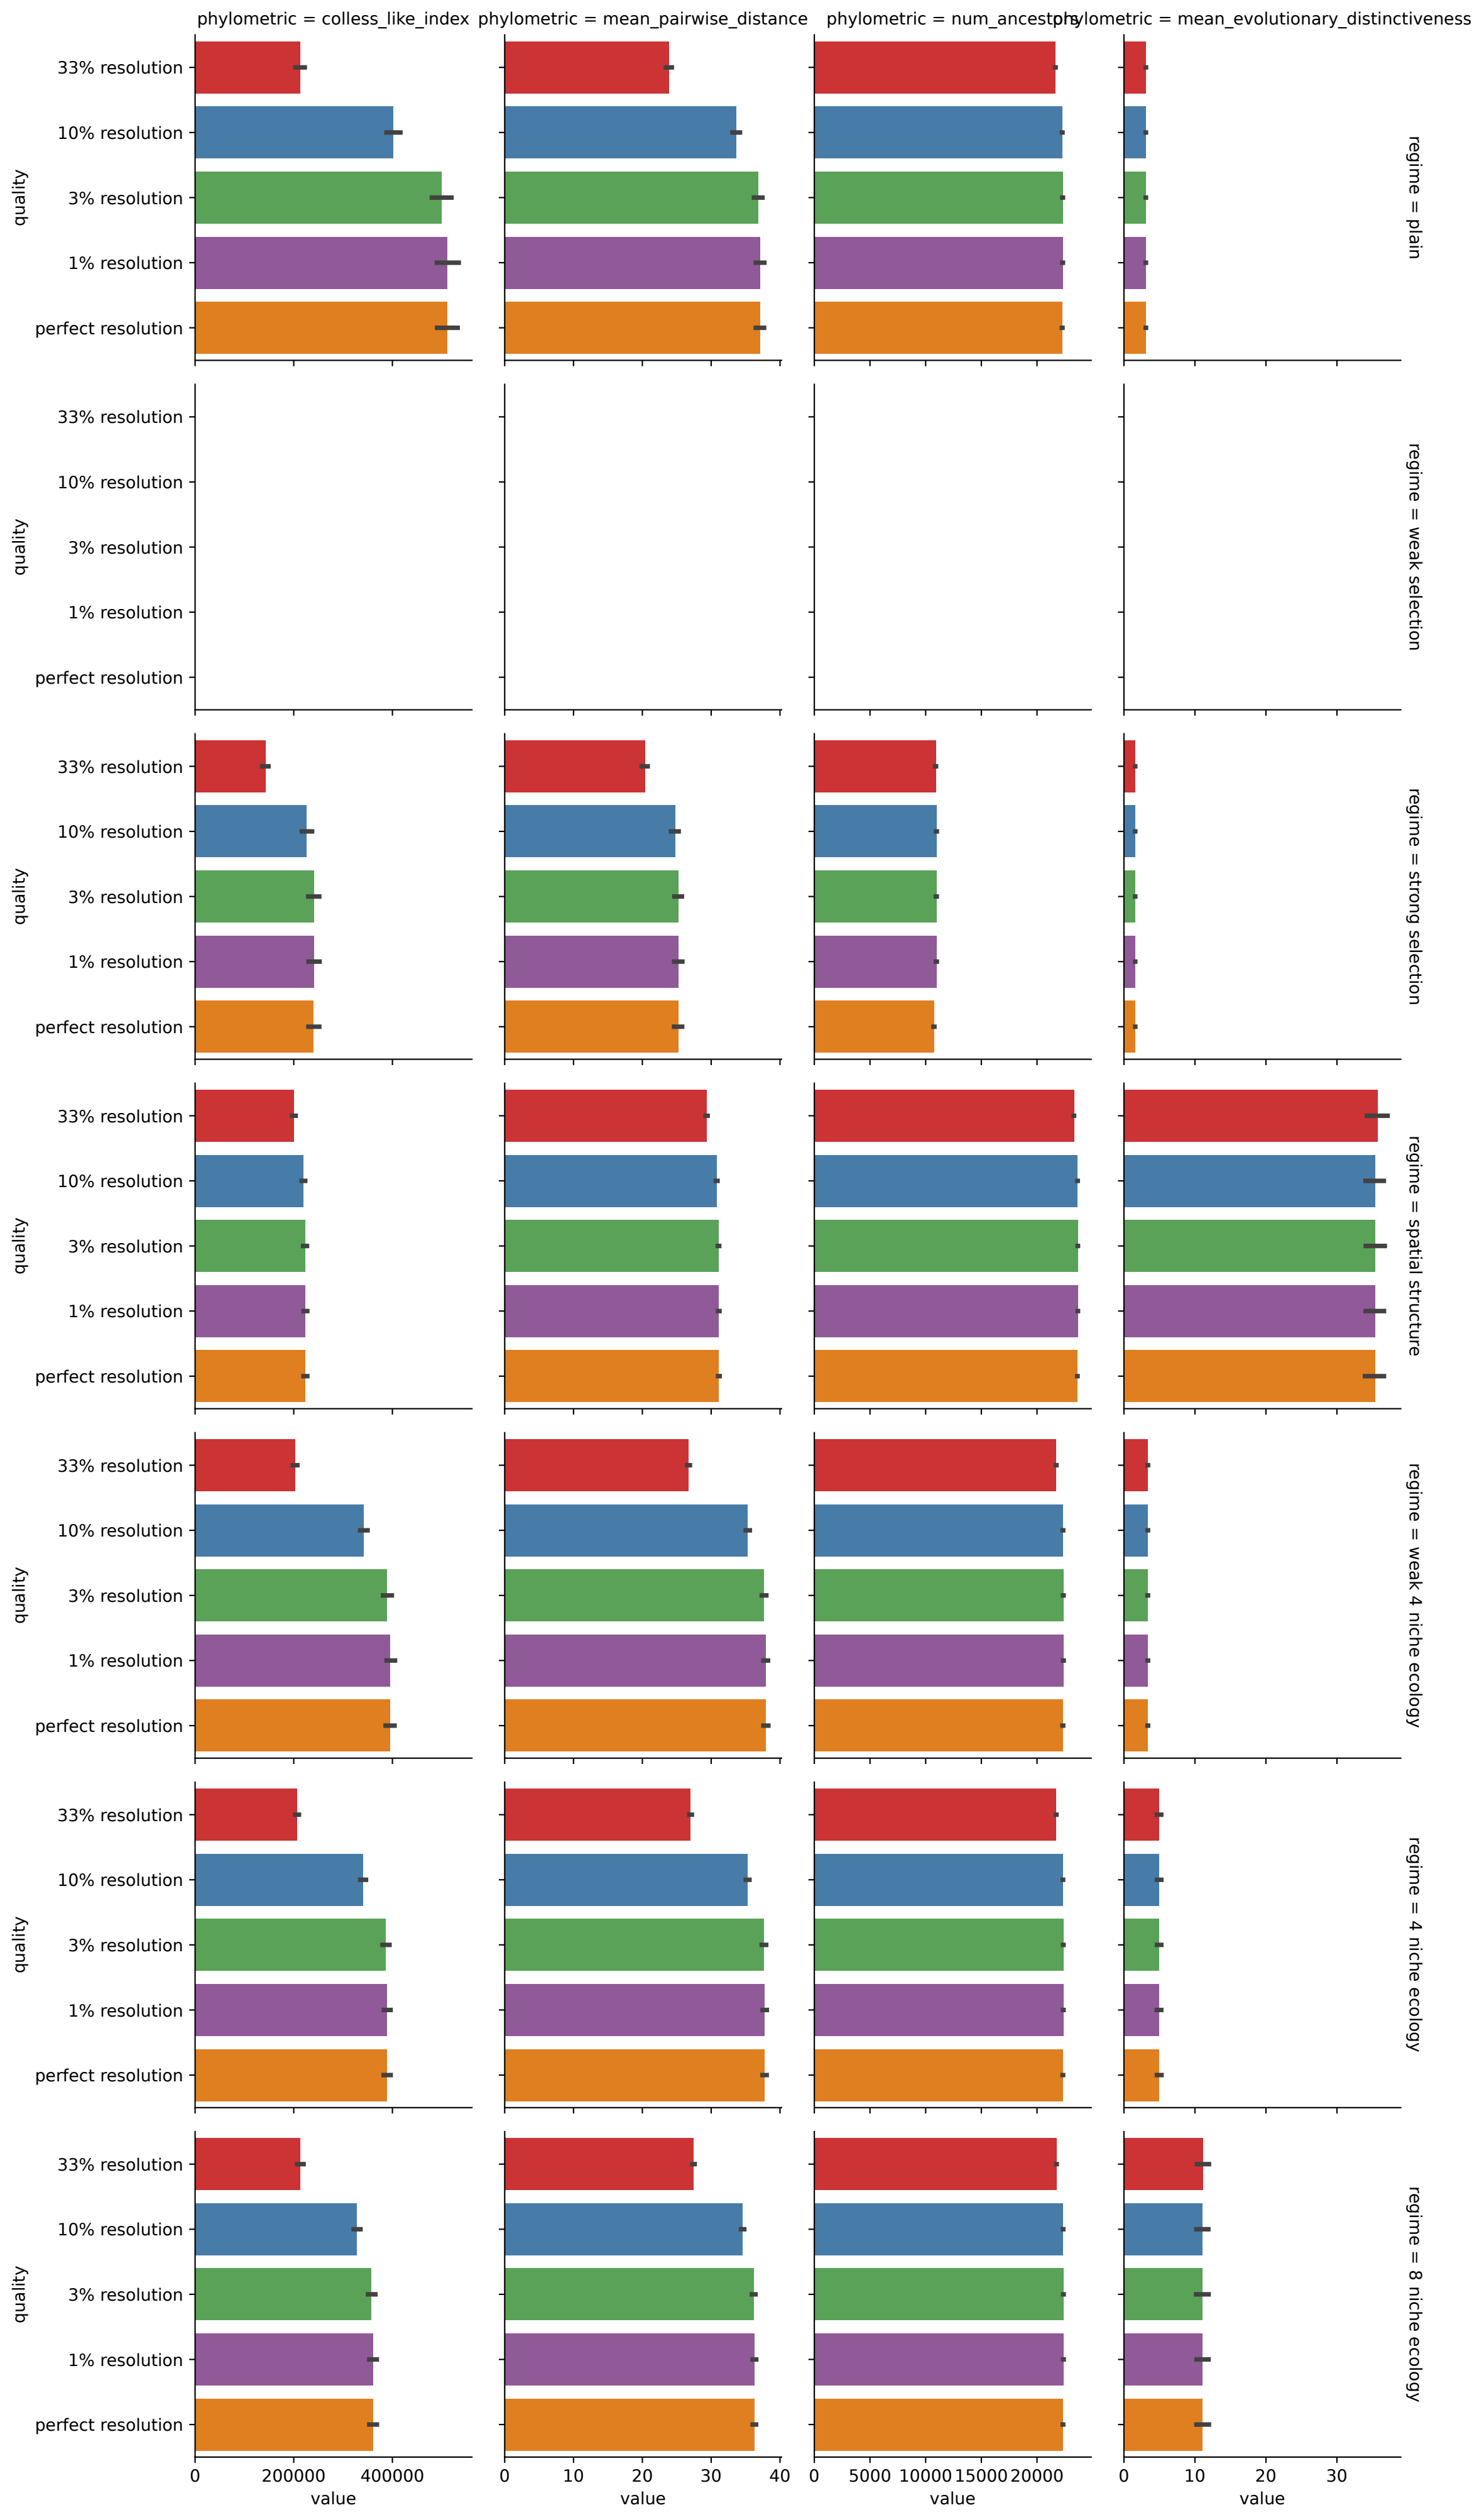 phylometric = colless_like_index
phylometric = mean_pairwise_distance
phylometric = num_ancestors
phylometric = mean_evolutionary_distinctiveness
33% resolution
10% resolution
3% resolution
1% resolution
perfect resolution
quality
regime = plain
33% resolution
10% resolution
3% resolution
1% resolution
perfect resolution
quality
regime = weak selection
33% resolution
10% resolution
3% resolution
1% resolution
perfect resolution
quality
regime = strong selection
33% resolution
10% resolution
3% resolution
1% resolution
perfect resolution
quality
regime = spatial structure
33% resolution
10% resolution
3% resolution
1% resolution
perfect resolution
quality
regime = weak 4 niche ecology
33% resolution
10% resolution
3% resolution
1% resolution
perfect resolution
quality
regime = 4 niche ecology
33% resolution
10% resolution
3% resolution
1% resolution
perfect resolution
quality
regime = 8 niche ecology
0 200000 400000
value
0 10 20 30 40
value
0 5000 10000 15000 20000
value
0 10 20 30
value